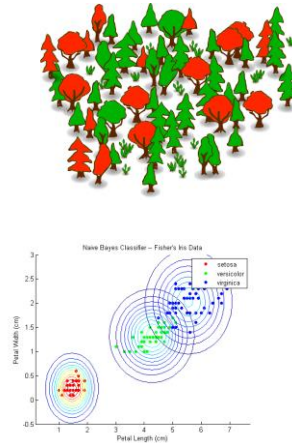 Naive Bayes Classifier -- Fisher's Iris Data
setosa
versicolor
virginica
Petal Width (cm)
3
2.5
2
1.5
1
0.5
0
-0.5
0
1
2
3
4
5
6
7
Petal Length (cm)